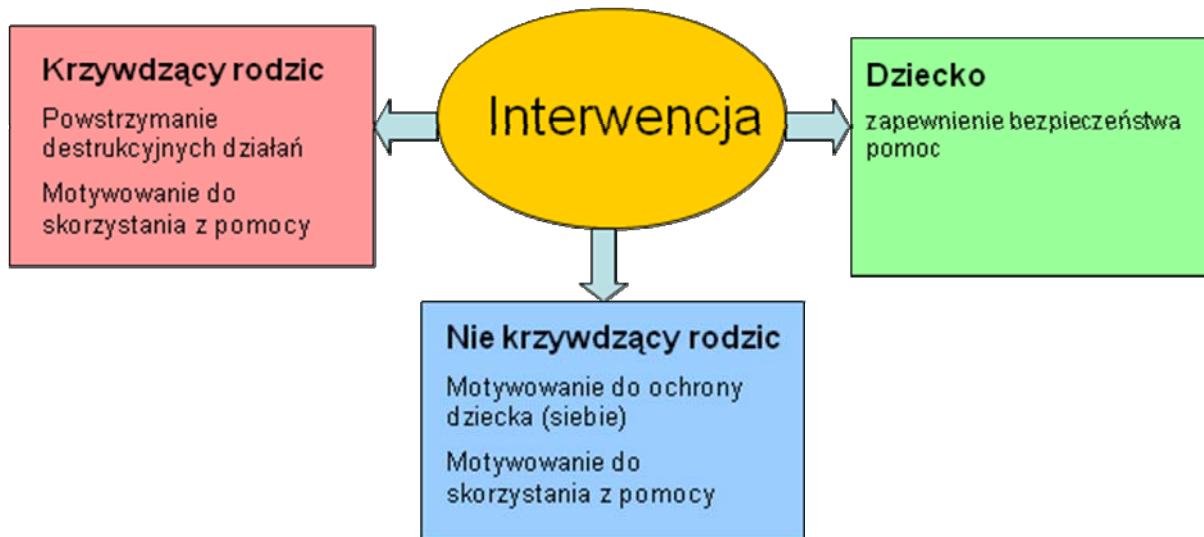 Krzywdzący rodzic
Powstrzymanie
destrukcyjnych działań
Motywowanie do
skorzystania z pomocy
Interwencja
Dziecko
zapewnienie bezpieczeństwa
pomoc
Nie krzywdzący rodzic
Motywowanie do ochrony
dziecka (siebie)
Motywowanie do
skorzystania z pomocy